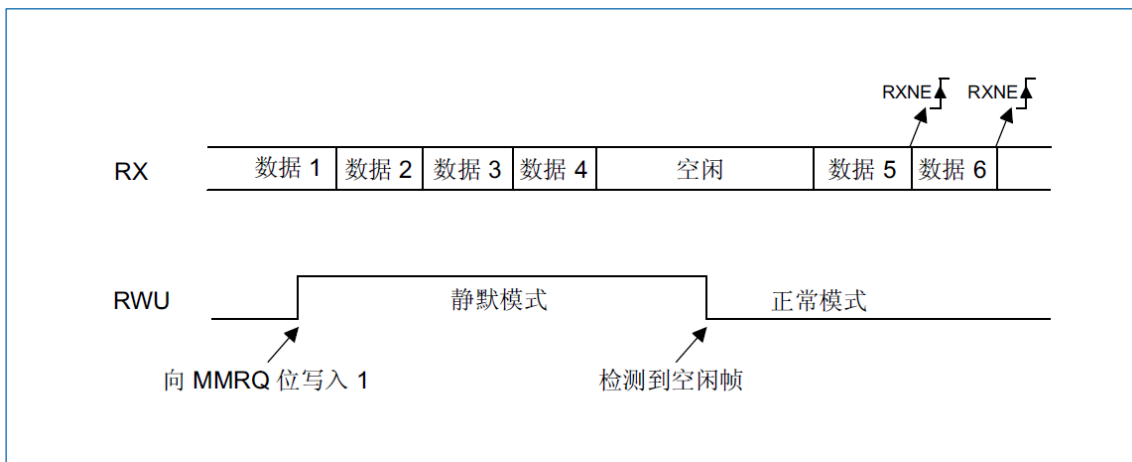 RXNE RXNE
RX 数据 1 数据 2 数据 3 数据 4 空闲 数据 5 数据 6
RWU 静默模式 正常模式
向 MMRQ 位写入 1 检测到空闲帧